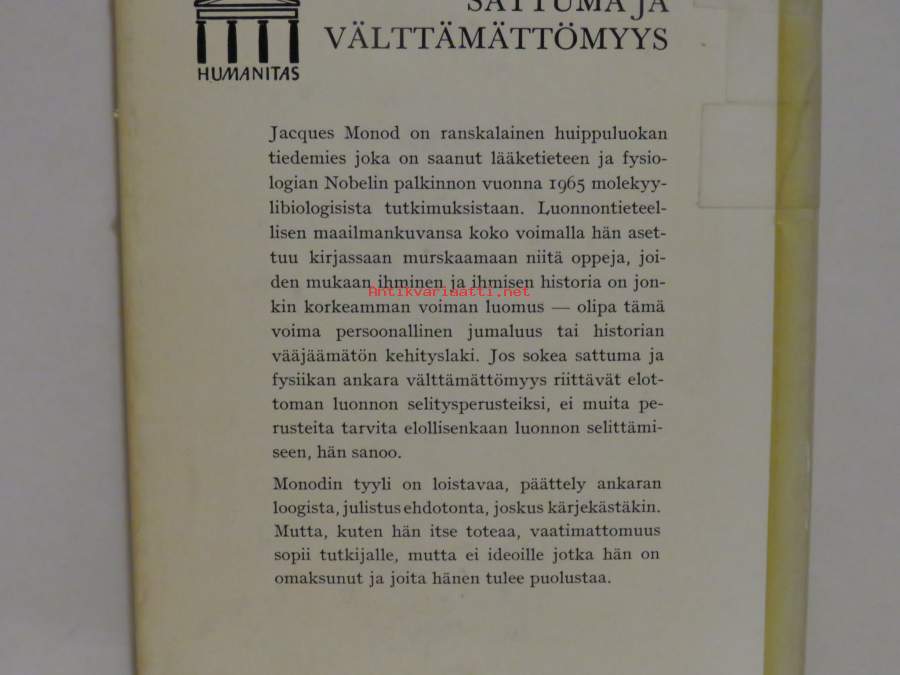 SATTUMA JA
VÄLTTÄMÄTTÖMYYS
HUMANITAS
Jacques Monod on ranskalainen huippuluokan
tiedemies joka on saanut lääketieteen ja fysio-
logian Nobelin palkinnon vuonna 1965 molekyy-
libiologisista tutkimuksistaan. Luonnontieteel-
lisen maailmankuvansa koko voimalla hän aset-
tuu kirjassaan murskaamaan niitä oppeja, joi-
den mukaan ihminen ja ihmisen historia on jon-
Antikvariaatti.net
kin korkeamman voiman luomus — olipa tämä
voima persoonallinen jumaluus tai historian
vääjäämätön kehityslaki. Jos sokea sattuma ja
fysiikan ankara välttämättömyys riittävät elot-
toman luonnon selitysperusteiksi, ei muita pe-
rusteita tarvita elollisenkaan luonnon selittämi-
seen, hän sanoo.
Monodin tyyli on loistavaa, päättely ankaran
loogista, julistus ehdotonta, joskus kärjekästäkin.
Mutta, kuten hän itse toteaa, vaatimattomuus
sopii tutkijalle, mutta ei ideoille jotka hän on
omaksunut ja joita hänen tulee puolustaa.